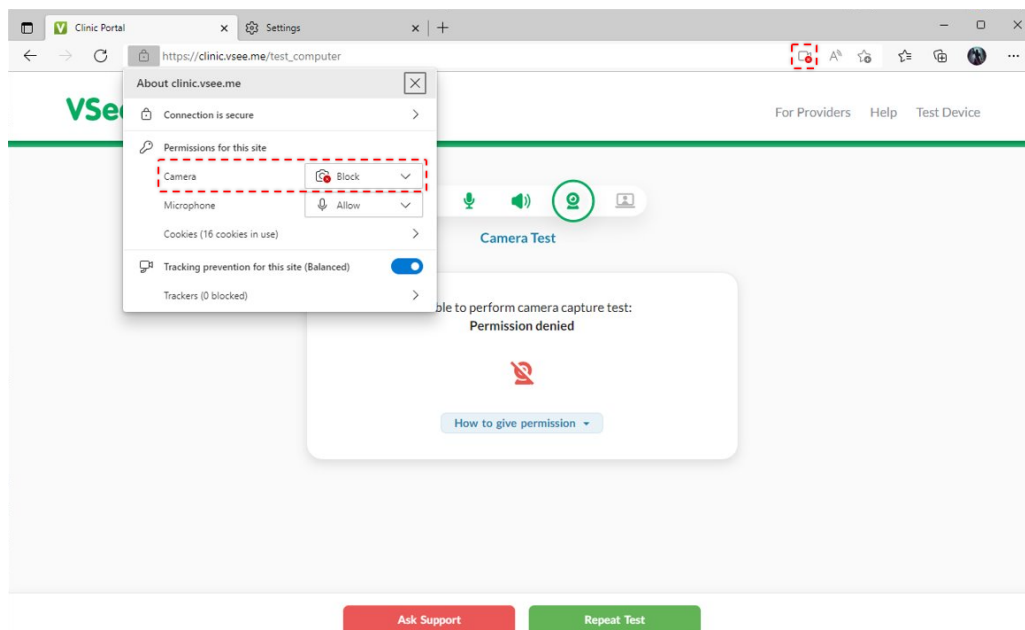 Clinic Portal
Settings
https://clinic.vsee.me/test_computer
About clinic.vsee.me
Connection is secure
Permissions for this site
Camera
Block
Microphone
Allow
Cookies (16 cookies in use)
Tracking prevention for this site (Balanced)
Trackers (0 blocked)
For Providers
Help
Test Device
Camera Test
to perform camera capture test:
Permission denied
How to give permission
Ask Support
Repeat Test